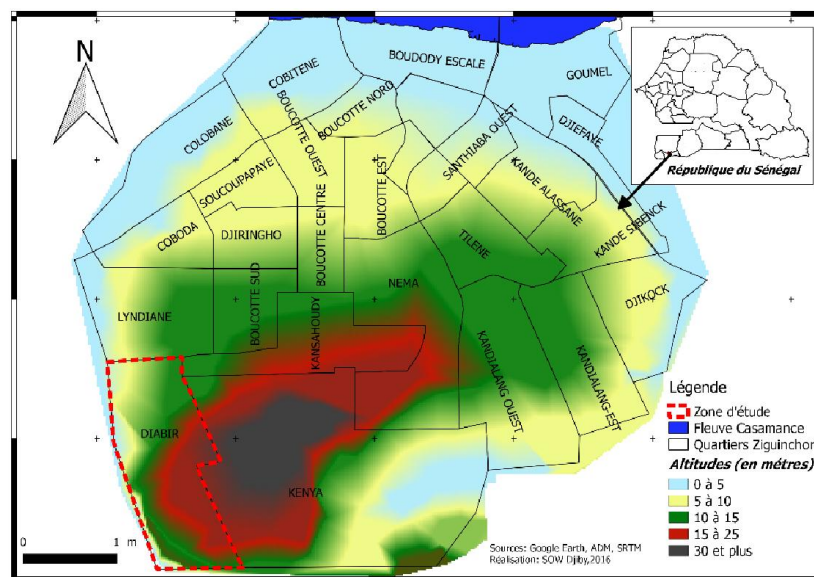 N
COBITENE
BOUDODY ESCALE
GOUMEL
BOUCOTTE NORD
BOUCOTTE OUEST
COLOBANE
DJIEFAYE
SANTHIABA OUEST
République du Sénégal
SOUCOUPAPAYE
BOUCOTTE EST
KANDE ALASSANE
COBODA
DJIRINGHO
BOUCOTTE CENTRE
TILENE
KANDE SIBENCK
NEMA
LYNDIANE
BOUCOTTE SUD
KANSAHOUDY
DJIKOCK
KANDIALANG OUEST
KANDIALANG-EST
DIABIR
KENYA
Légende
Zone d'étude
Fleuve Casamance
Quartiers Ziguinchor
Altitudes (en métres)
0 à 5
5 à 10
10 à 15
15 à 25
30 et plus
0 1 m
Sources: Google Earth, ADM, SRTM
Réalisation: SOW Djiby,2016